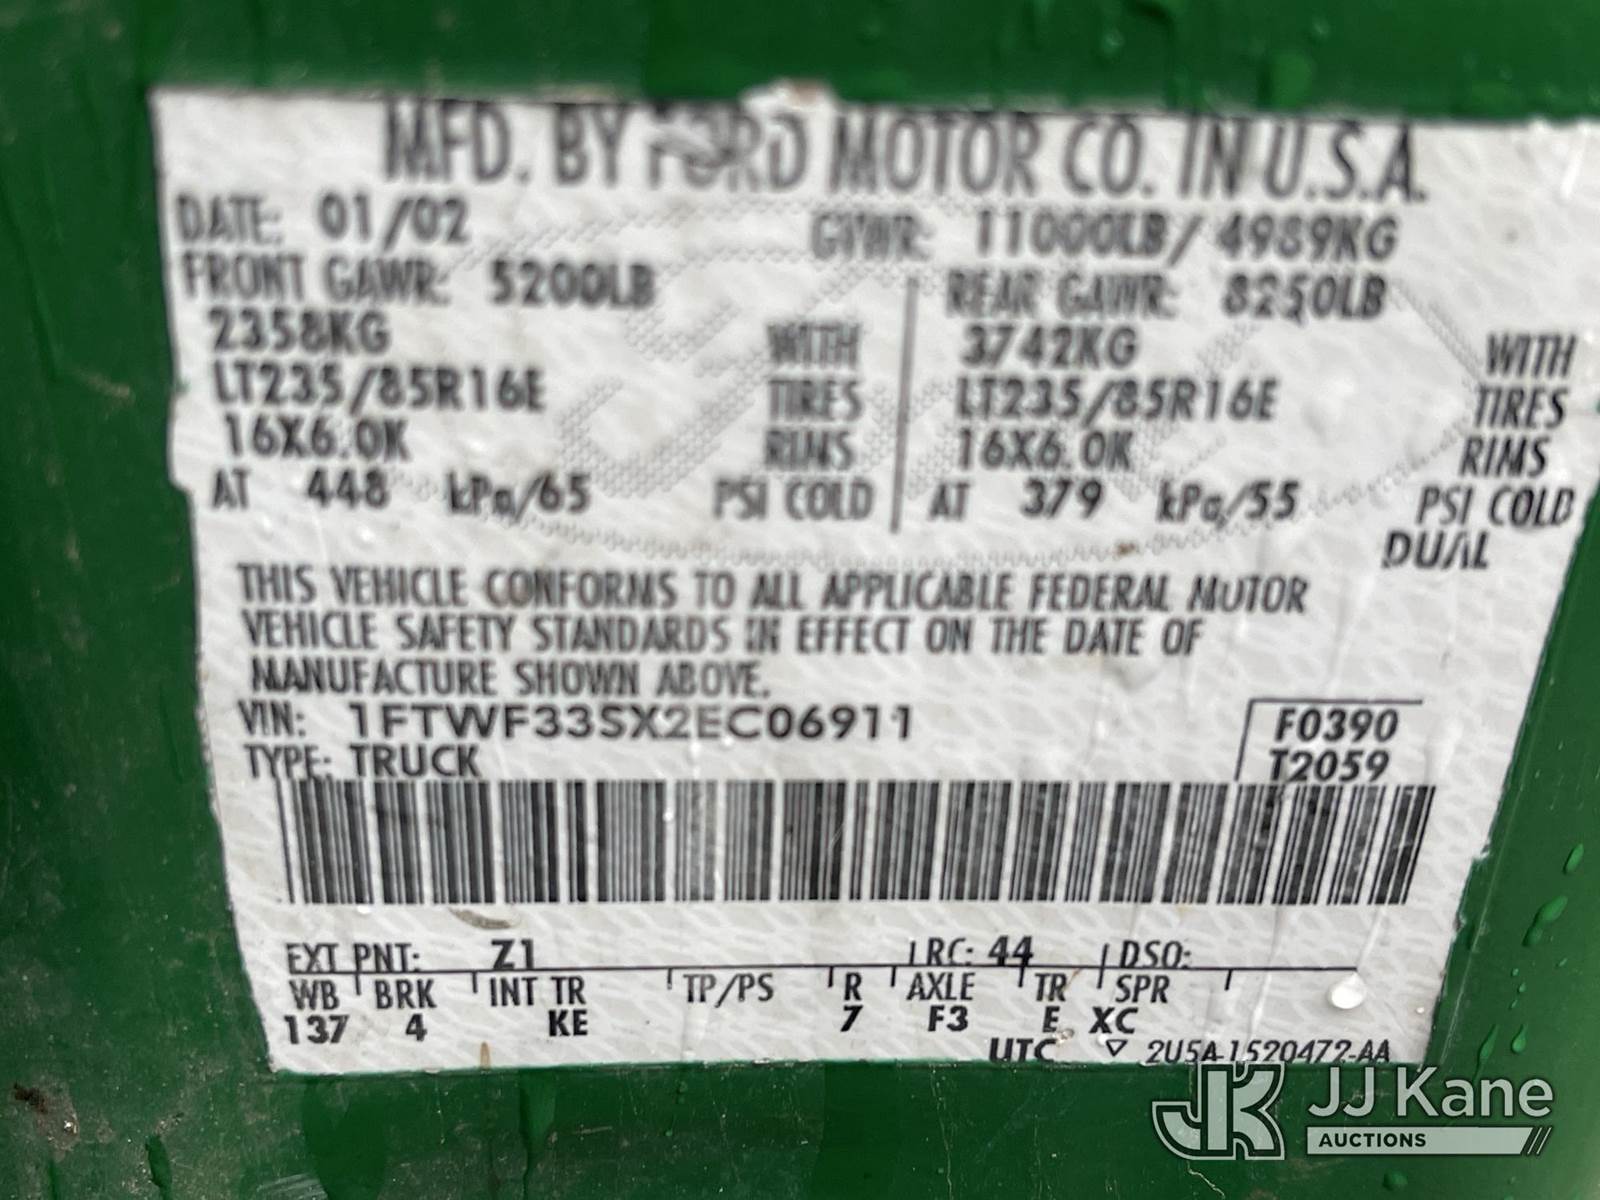 MFD. BY FORD MOTOR CO. IN U.S.A.
DATE: 01/02 GVWR: 11000LB/ 4989KG
FRONT GAWR: 5200LB REAR GAWR: 8250LB
2358KG WITH 3742KG WITH
LT235/85R16E TIRES LT235/85R16E TIRES
16X6.0K RIMS 16X6.0K RIMS
AT 448 kPa/65 PSI COLD AT 379 kPa/55 PSI COLD
DUAL
THIS VEHICLE CONFORMS TO ALL APPLICABLE FEDERAL MOTOR
VEHICLE SAFETY STANDARDS IN EFFECT ON THE DATE OF
MANUFACTURE SHOWN ABOVE.
VIN: 1FTWF33SX2EC06911 F0390
TYPE: TRUCK T2059
EXT PNT: Z1 RC: 44 DSO:
WB BRK INT TR TP/PS R AXLE TR SPR
137 4 KE 7 F3 E XC
UTC ▽ 2U5A-1520472-AA
JK JJ Kane
AUCTIONS